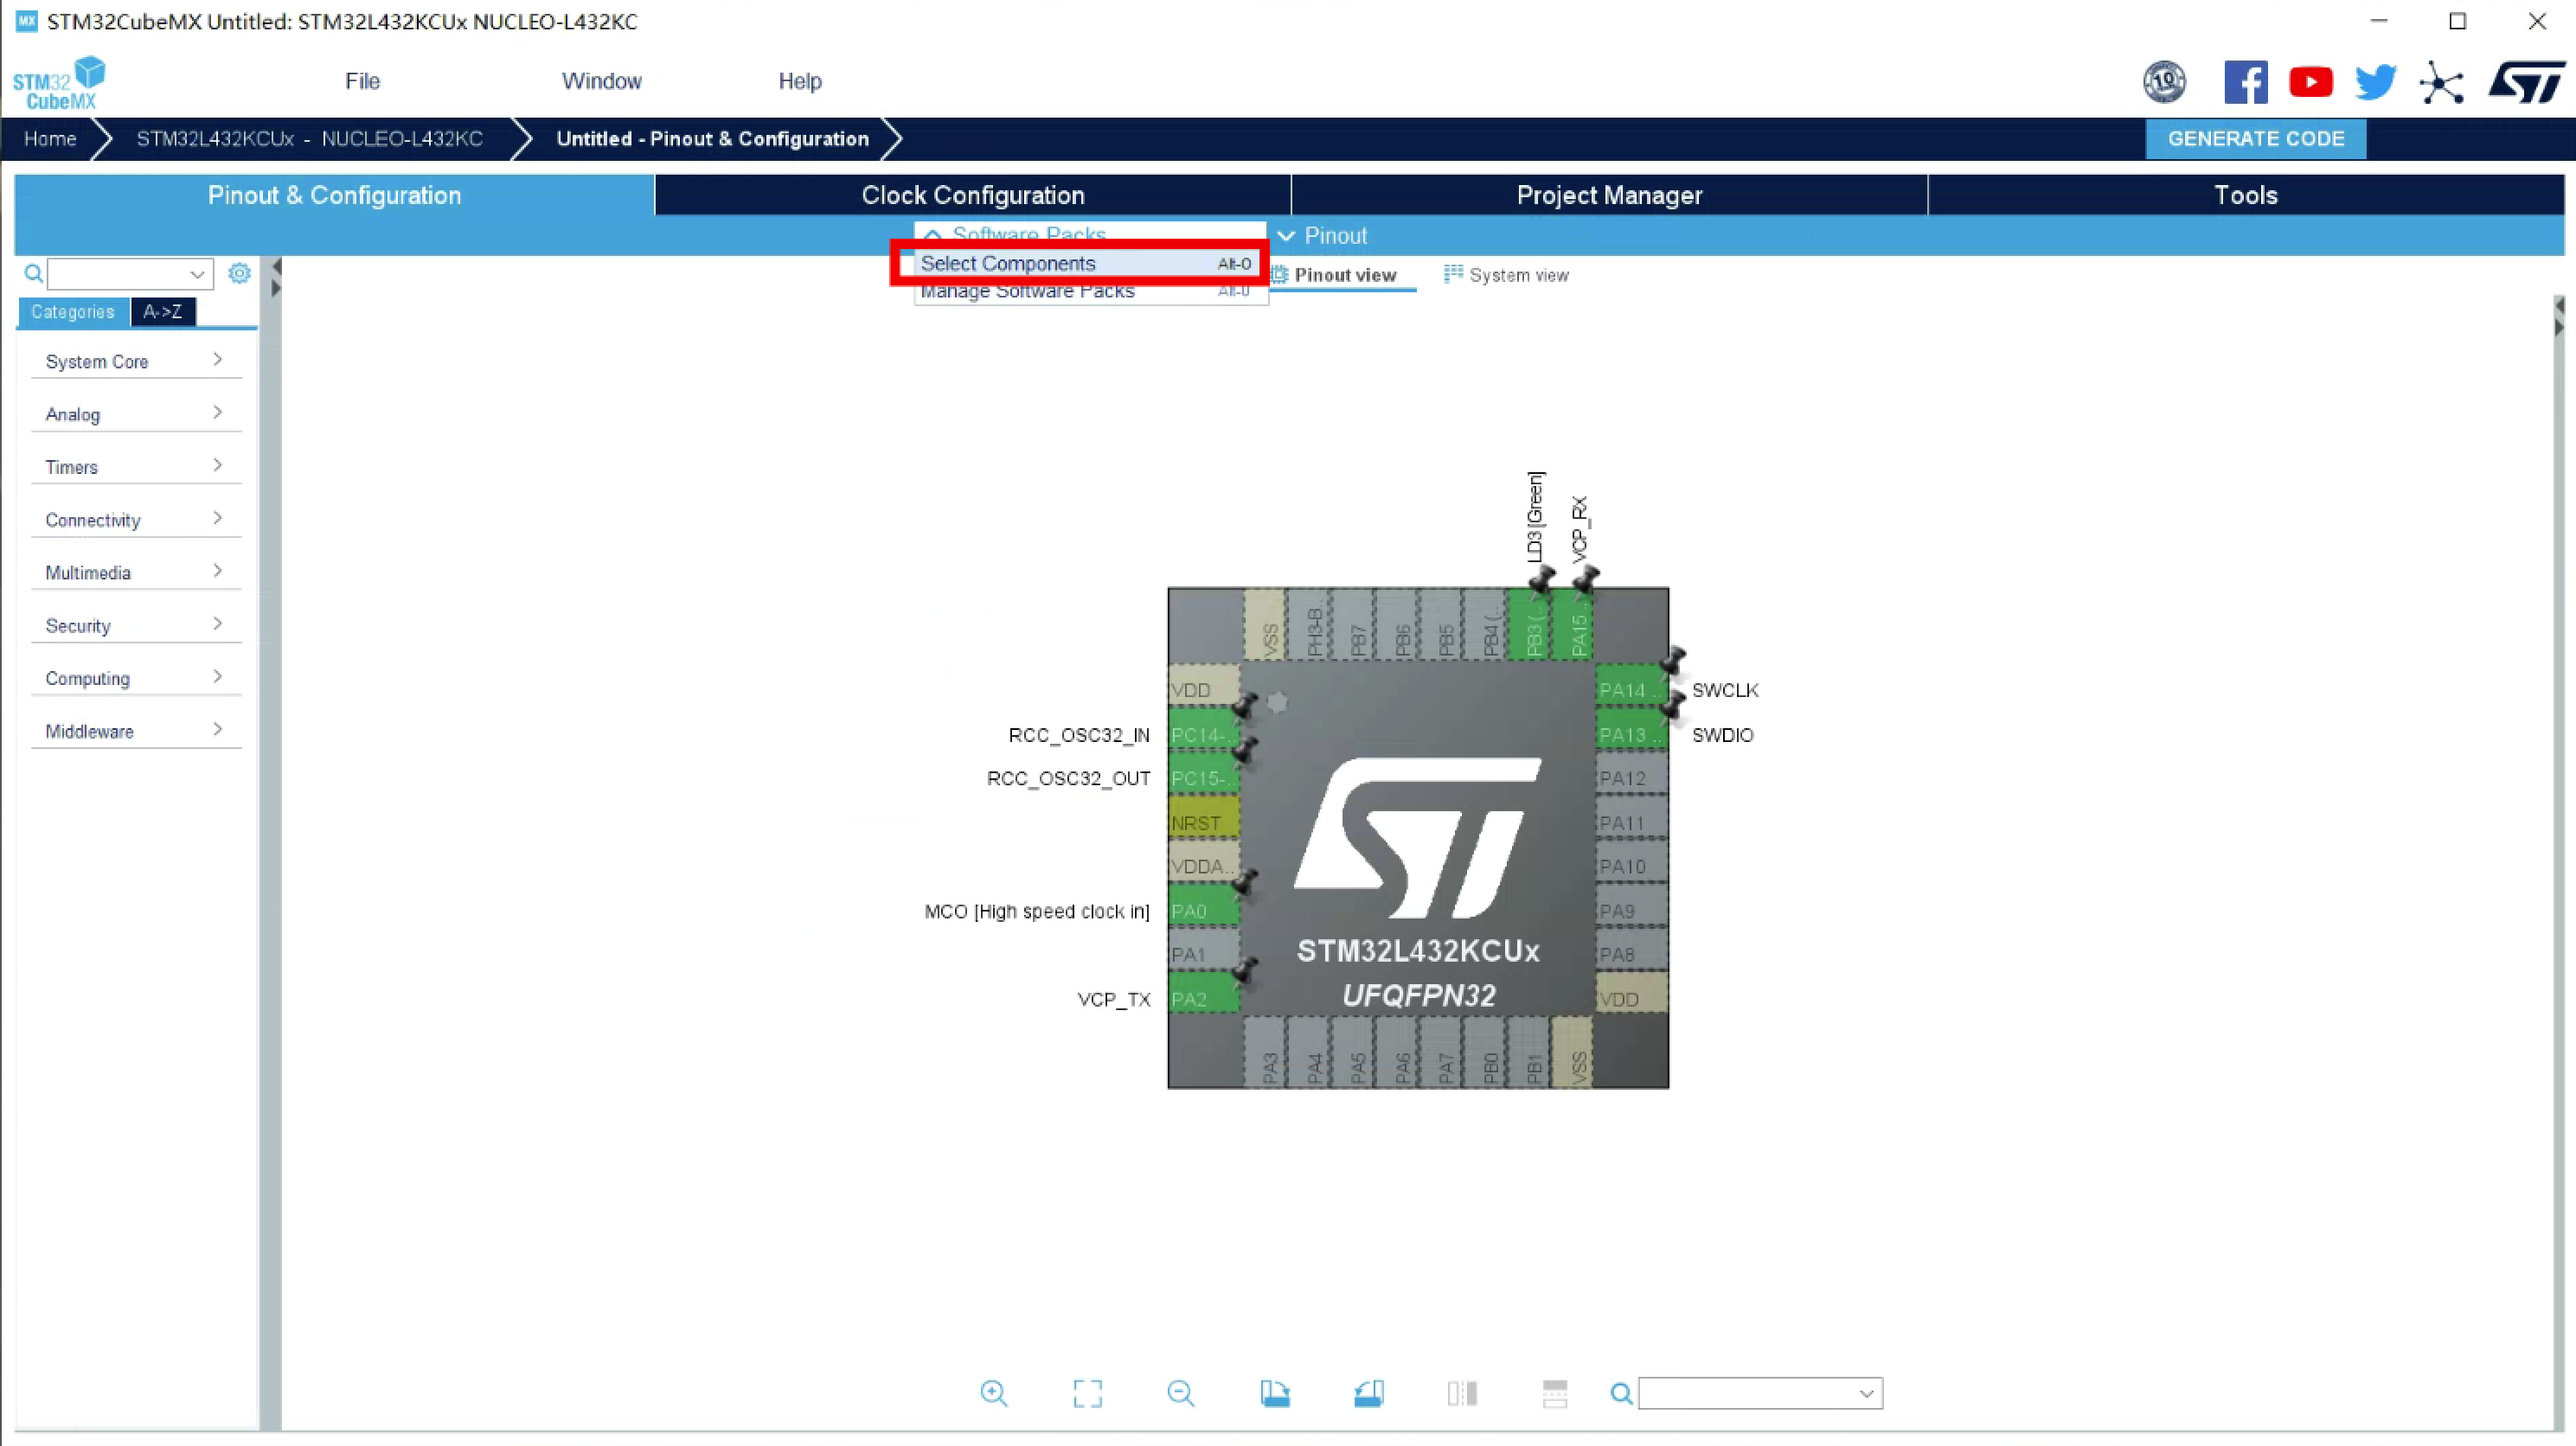 STM32CubeMX Untitled: STM32L432KCUx NUCLEO-L432KC
STM32
CubeMX
File
Window
Help
10
Home
STM32L432KCUx - NUCLEO-L432KC
Untitled - Pinout & Configuration
GENERATE CODE
Pinout & Configuration
Clock Configuration
Project Manager
Tools
Software Packs
Pinout
Select Components Alt-O
Manage Software Packs Alt-U
Pinout view
System view
Categories
A->Z
System Core
Analog
Timers
Connectivity
Multimedia
Security
Computing
Middleware
LD3 [Green]
VCP_RX
VSS
PH3-B..
PB7
PB6
PB5
PB4 (..
PB3 (..
PA15 ..
VDD
RCC_OSC32_IN
PC14-..
RCC_OSC32_OUT
PC15-..
NRST
VDDA..
MCO [High speed clock in]
PA0
PA1
VCP_TX
PA2
PA14 ..
SWCLK
PA13 ..
SWDIO
PA12
PA11
PA10
PA9
PA8
VDD
ST
STM32L432KCUx
UFQFPN32
PA3
PA4
PA5
PA6
PA7
PB0
PB1
VSS